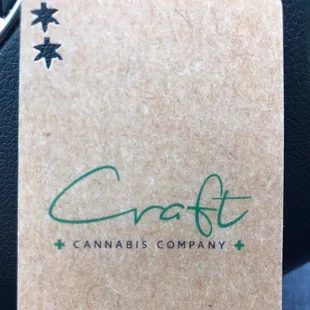 Craft
+ CANNABIS COMPANY +